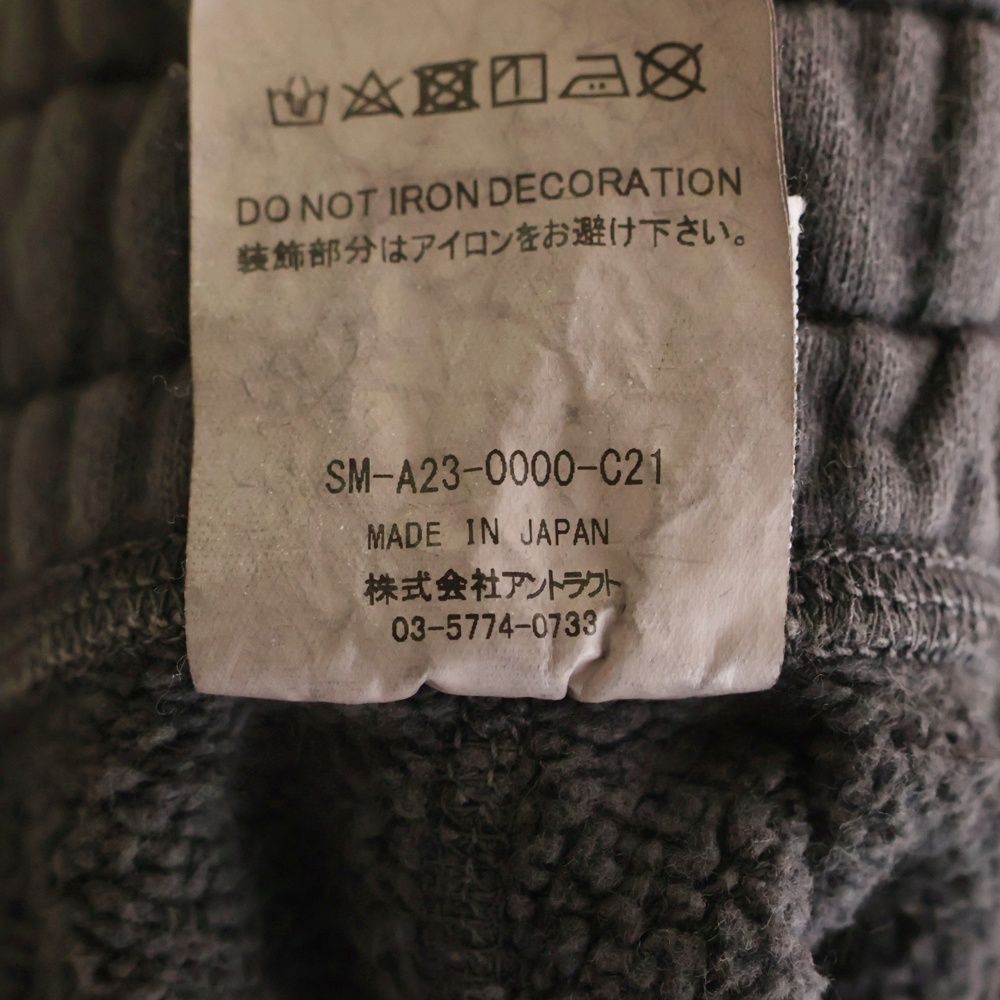 DO NOT IRON DECORATION
装飾部分はアイロンをお避け下さい。
SM-A23-0000-C21
MADE IN JAPAN
株式会社アントラクト
03-5774-0733